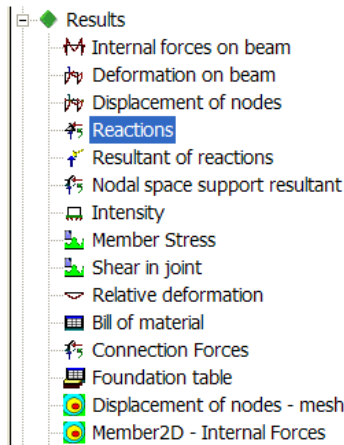 Results
Internal forces on beam
Deformation on beam
Displacement of nodes
Reactions
Resultant of reactions
Nodal space support resultant
Intensity
Member Stress
Shear in joint
Relative deformation
Bill of material
Connection Forces
Foundation table
Displacement of nodes - mesh
Member2D - Internal Forces